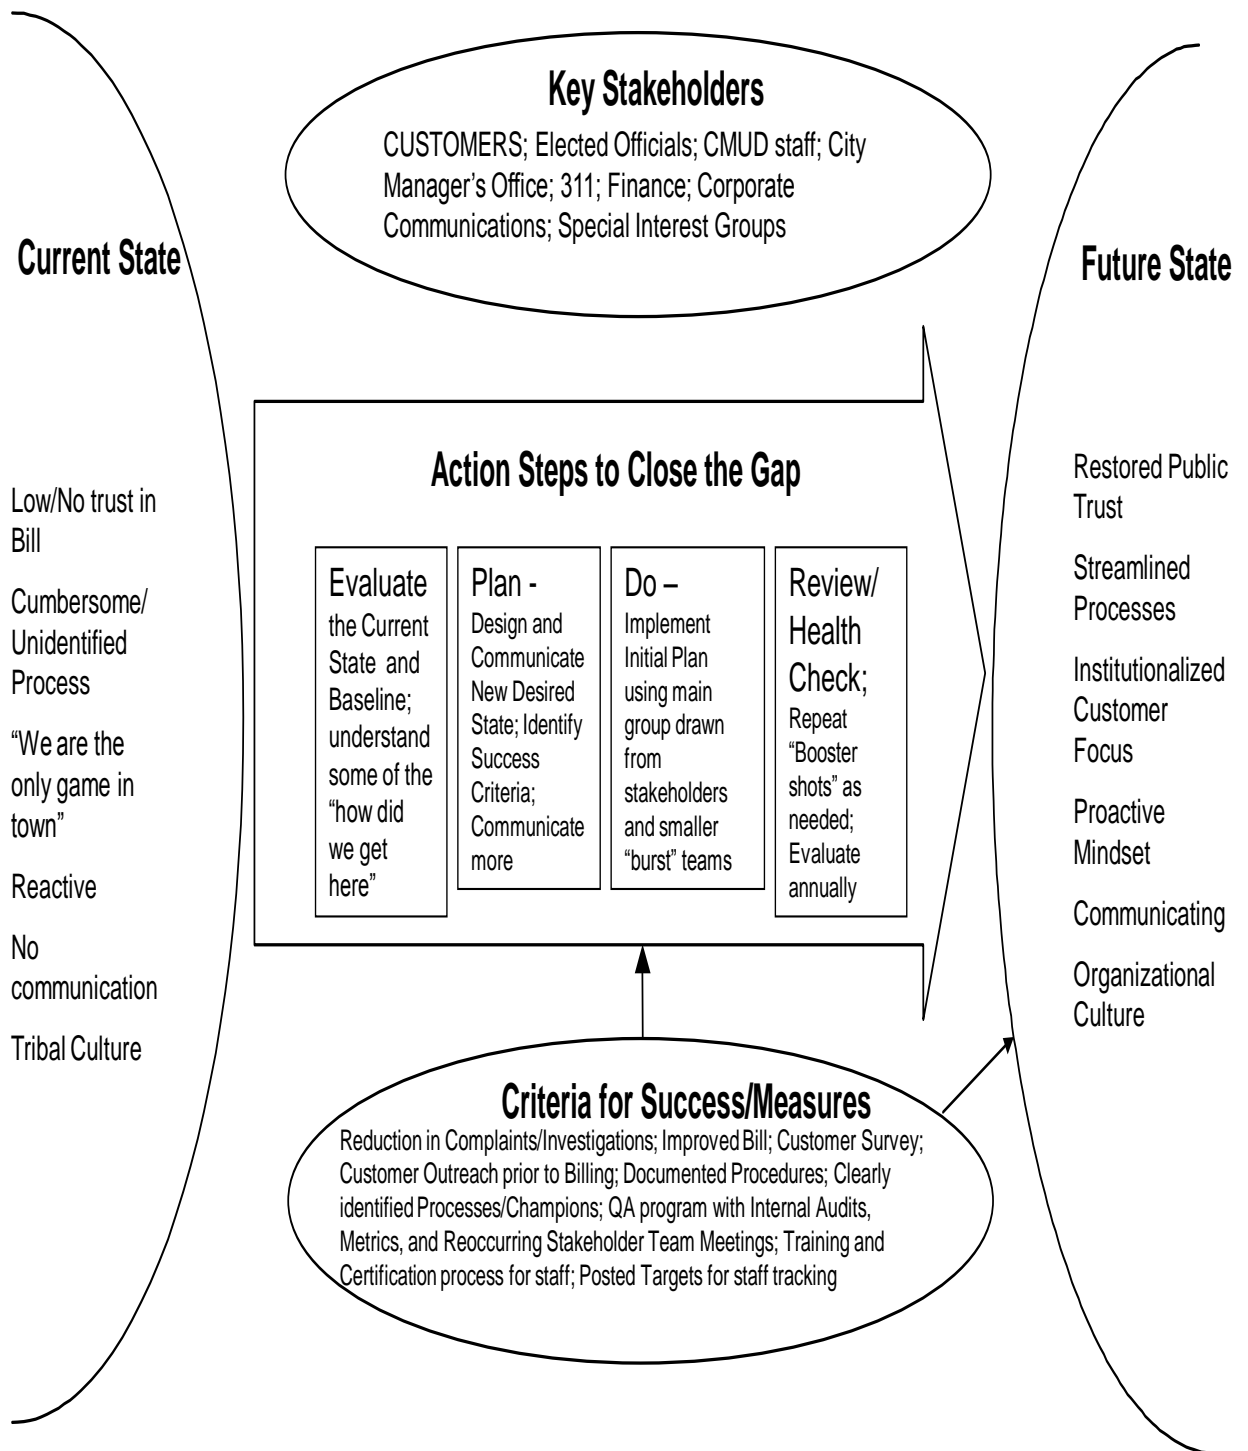 Key Stakeholders
CUSTOMERS; Elected Officials; CMUD staff; City
Manager’s Office; 311; Finance; Corporate
Communications; Special Interest Groups
Current State
Low/No trust in
Bill
Cumbersome/
Unidentified
Process
“We are the
only game in
town”
Reactive
No
communication
Tribal Culture
Action Steps to Close the Gap
Evaluate
the Current
State and
Baseline;
understand
some of the
“how did
we get
here”
Plan -
Design and
Communicate
New Desired
State; Identify
Success
Criteria;
Communicate
more
Do –
Implement
Initial Plan
using main
group drawn
from
stakeholders
and smaller
“burst” teams
Review/
Health
Check;
Repeat
“Booster
shots” as
needed;
Evaluate
annually
Future State
Restored Public
Trust
Streamlined
Processes
Institutionalized
Customer
Focus
Proactive
Mindset
Communicating
Organizational
Culture
Criteria for Success/Measures
Reduction in Complaints/Investigations; Improved Bill; Customer Survey;
Customer Outreach prior to Billing; Documented Procedures; Clearly
identified Processes/Champions; QA program with Internal Audits,
Metrics, and Reoccurring Stakeholder Team Meetings; Training and
Certification process for staff; Posted Targets for staff tracking